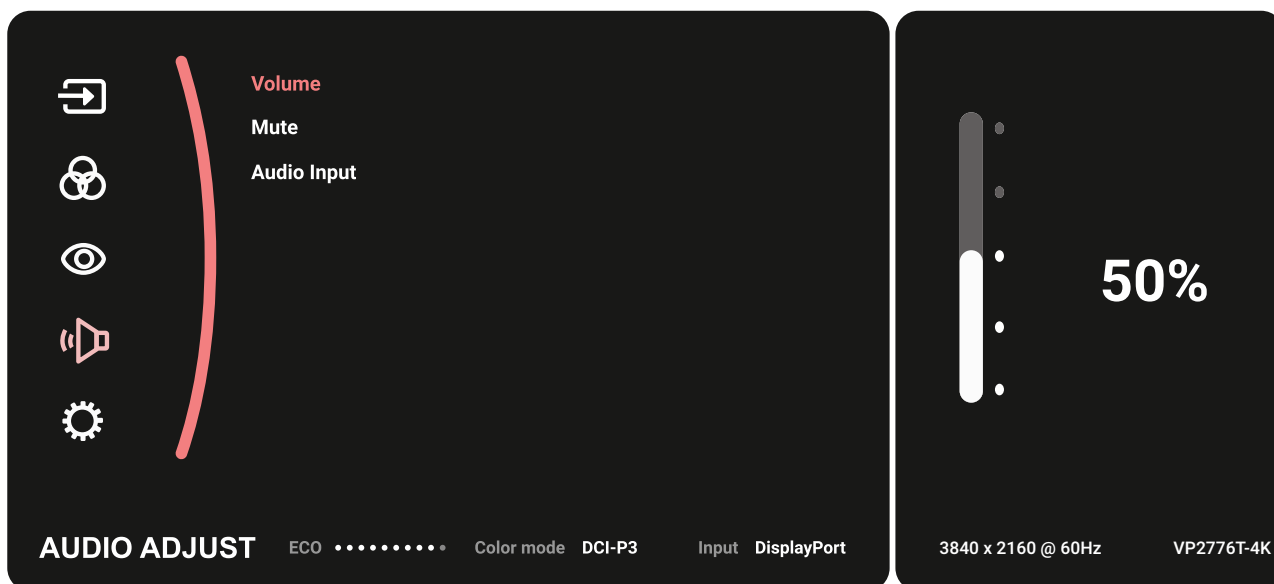 Volume
Mute
Audio Input
50%
AUDIO ADJUST ECO Color mode DCI-P3 Input DisplayPort 3840 x 2160 @ 60Hz VP2776T-4K